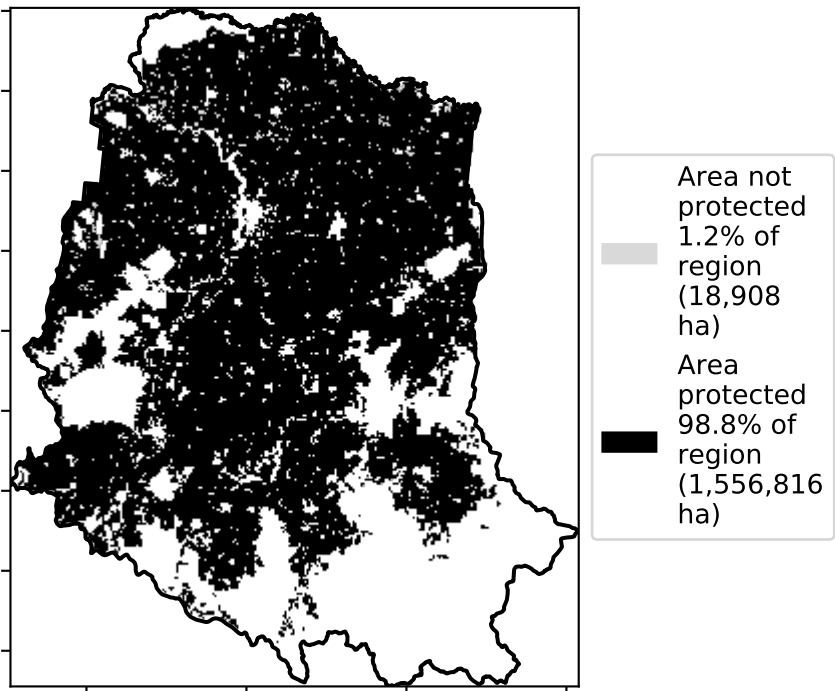 Area not
protected
1.2% of
region
(18,908
ha)
Area
protected
98.8% of
region
(1,556,816
ha)